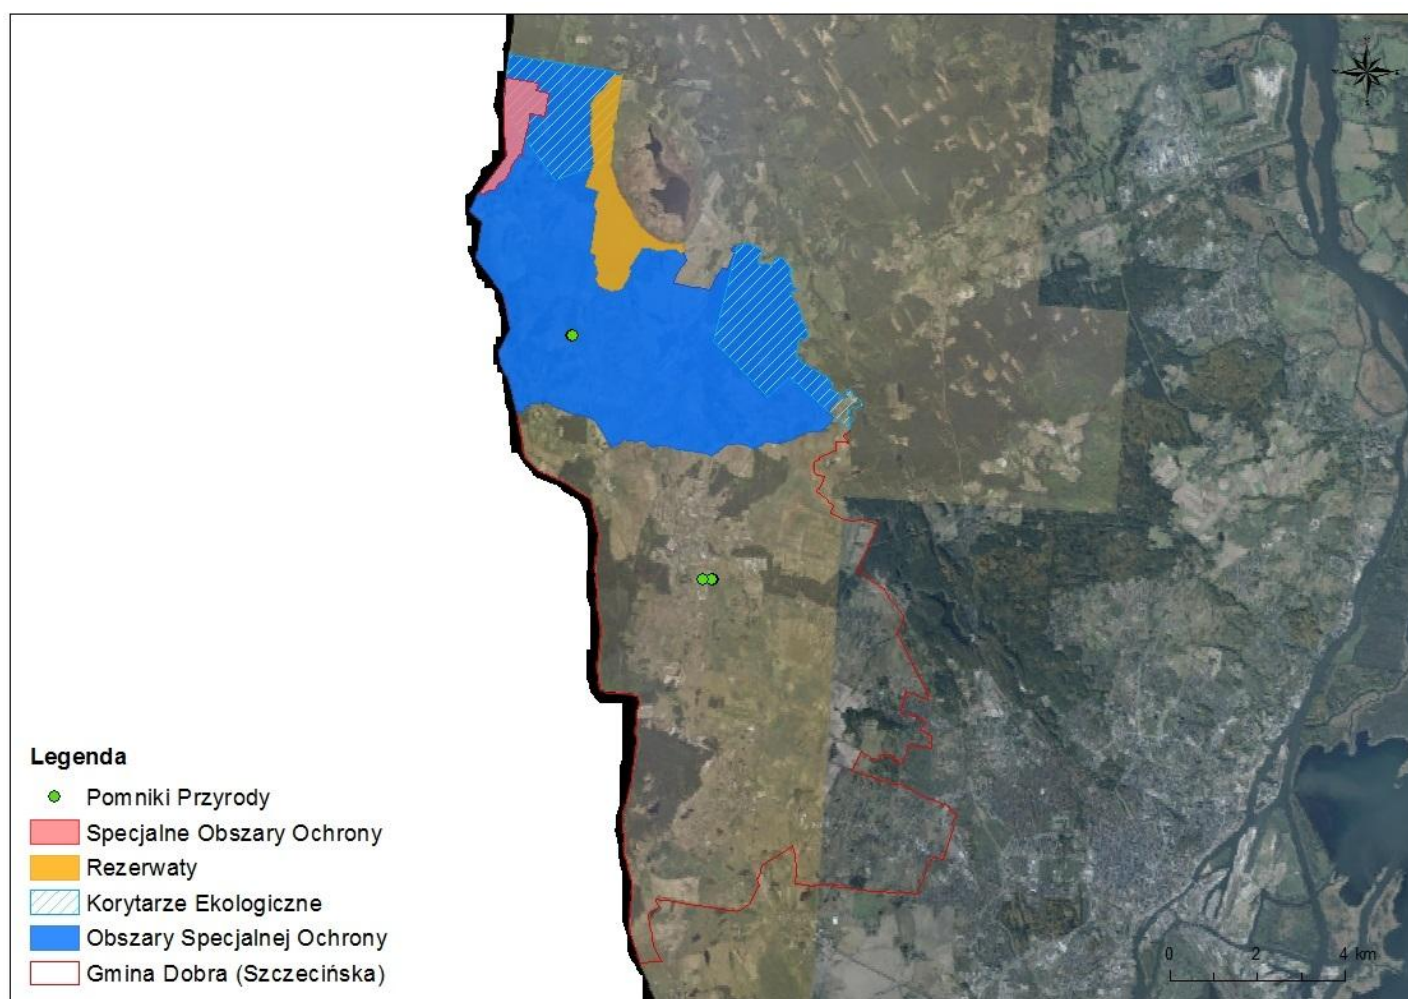 Legenda
Pomniki Przyrody
Specjalne Obszary Ochrony
Rezerwaty
Korytarze Ekologiczne
Obszary Specjalnej Ochrony
Gmina Dobra (Szczecińska)
0 2 4 km